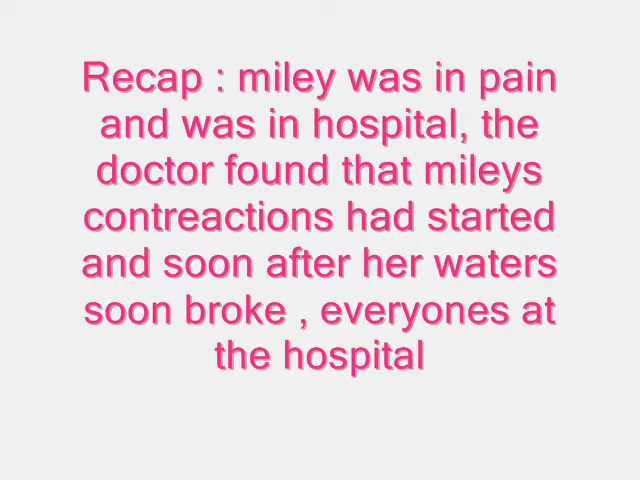 Recap : miley was in pain
and was in hospital, the
doctor found that mileys
contreactions had started
and soon after her waters
soon broke , everyones at
the hospital